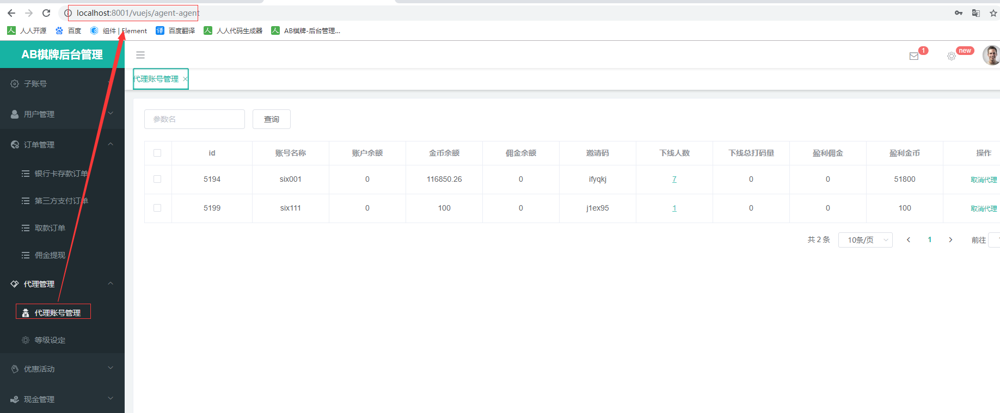 localhost:8001/vuejs/agent-agent
人人开源 百度 组件 | Element 百度翻译 人人代码生成器 AB棋牌-后台管理...
AB棋牌后台管理
1
new
子账号
代理账号管理
用户管理
参数名 查询
订单管理
id 账号名称 账户余额 金币余额 佣金余额 邀请码 下线人数 下线总打码量 盈利佣金 盈利金币 操作
银行卡存款订单
5194 six001 0 116850.26 0 ifyqkj 7 0 0 51800 取消代理
第三方支付订单
5199 six111 0 100 0 j1ex95 1 0 0 100 取消代理
取款订单
共 2 条 10条/页 1 前往
佣金提现
代理管理
代理账号管理
等级设定
优惠活动
现金管理